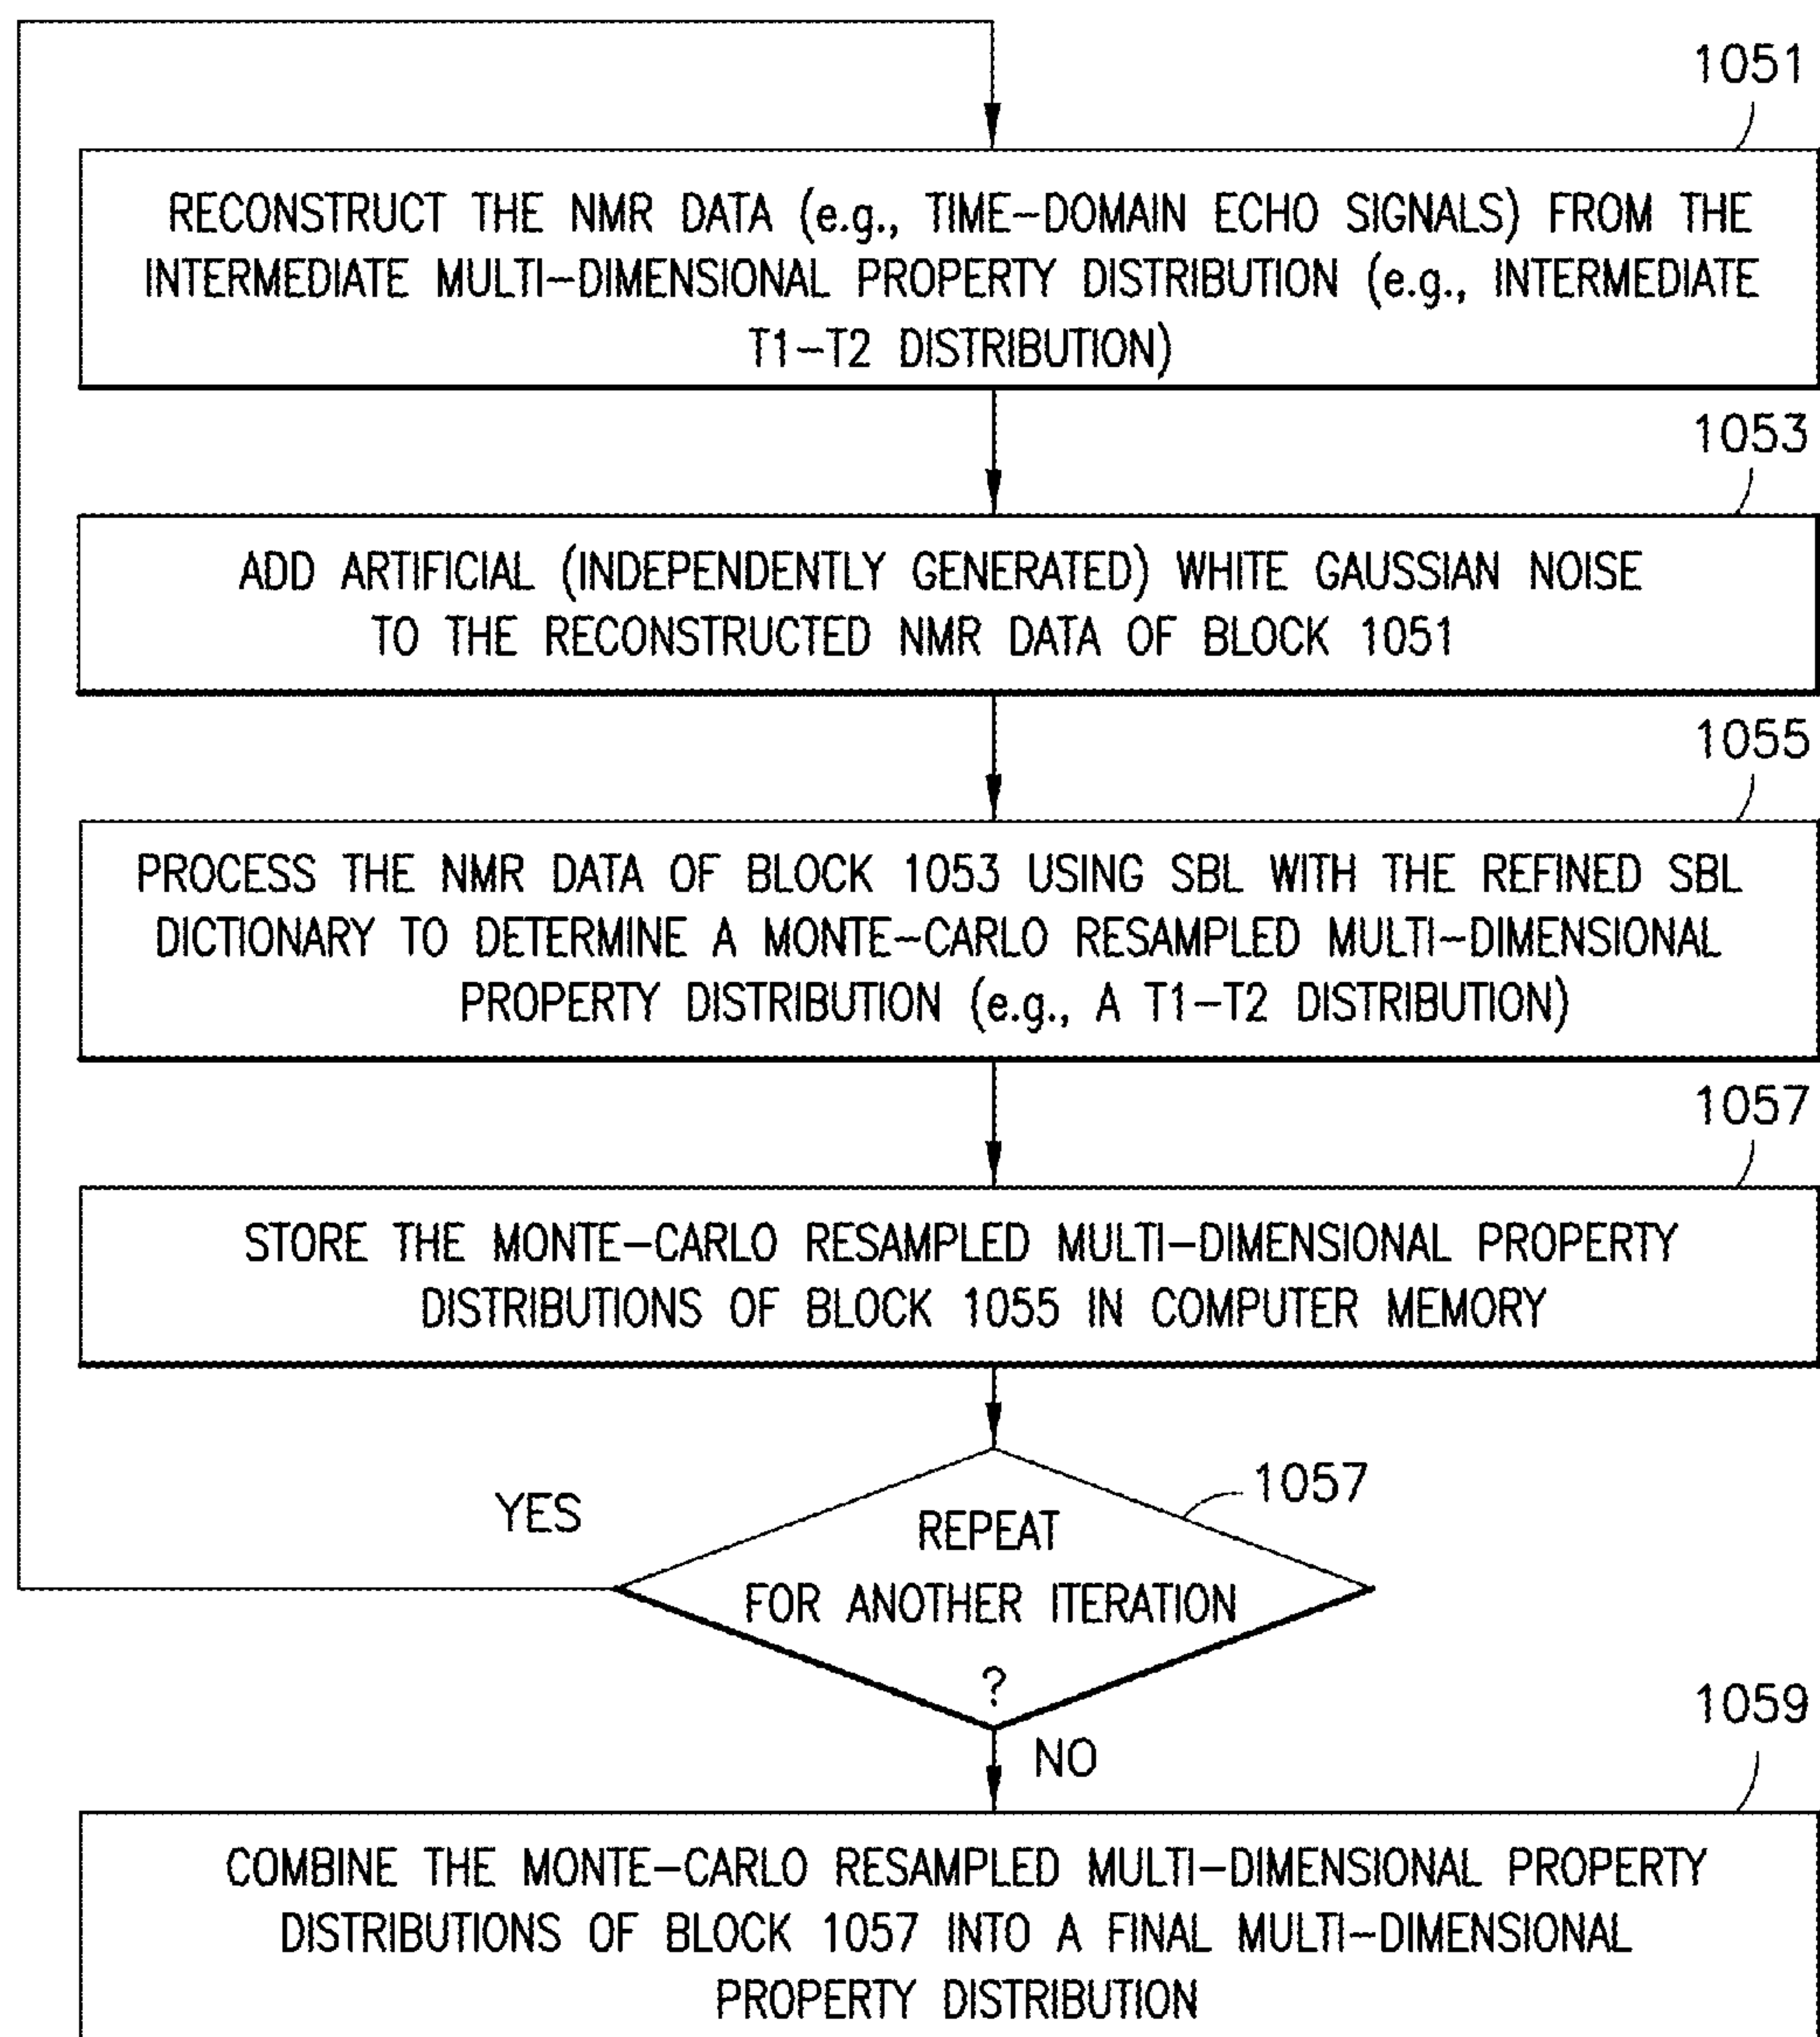 1051
RECONSTRUCT THE NMR DATA (e.g., TIME-DOMAIN ECHO SIGNALS) FROM THE
INTERMEDIATE MULTI-DIMENSIONAL PROPERTY DISTRIBUTION (e.g., INTERMEDIATE
T1-T2 DISTRIBUTION)
1053
ADD ARTIFICIAL (INDEPENDENTLY GENERATED) WHITE GAUSSIAN NOISE
TO THE RECONSTRUCTED NMR DATA OF BLOCK 1051
1055
PROCESS THE NMR DATA OF BLOCK 1053 USING SBL WITH THE REFINED SBL
DICTIONARY TO DETERMINE A MONTE-CARLO RESAMPLED MULTI-DIMENSIONAL
PROPERTY DISTRIBUTION (e.g., A T1-T2 DISTRIBUTION)
1057
STORE THE MONTE-CARLO RESAMPLED MULTI-DIMENSIONAL PROPERTY
DISTRIBUTIONS OF BLOCK 1055 IN COMPUTER MEMORY
YES
1057
REPEAT
FOR ANOTHER ITERATION
?
NO
1059
COMBINE THE MONTE-CARLO RESAMPLED MULTI-DIMENSIONAL PROPERTY
DISTRIBUTIONS OF BLOCK 1057 INTO A FINAL MULTI-DIMENSIONAL
PROPERTY DISTRIBUTION